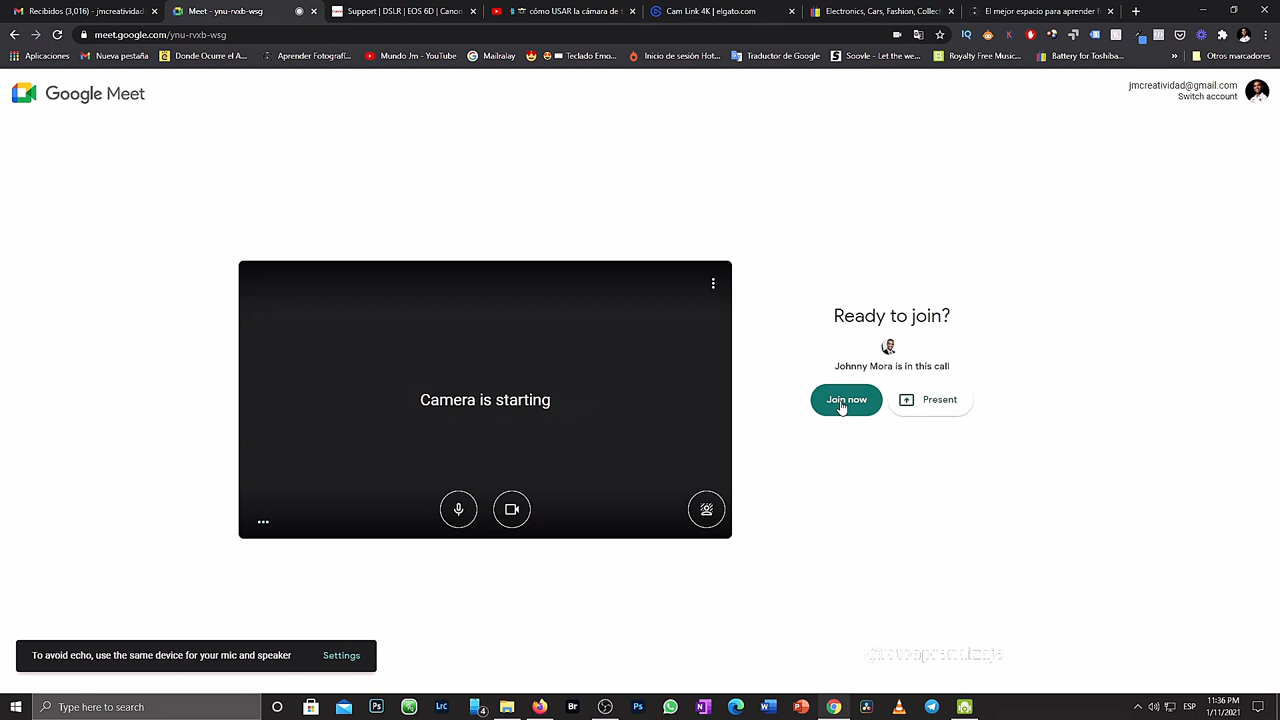 Recibidos (3,016) - jmcreatividad
Meet - ynu-rvxb-wsg
Support | DSLR | EOS 6D | Canon
cómo USAR la cámara de
Cam Link 4K | elgato.com
Electronics, Cars, Fashion, Collect
El mejor espacio para aprender fo
meet.google.com/ynu-rvxb-wsg
Aplicaciones
Nueva pestaña
Donde Ocurre el A...
Aprender Fotografí...
Mundo Jm - YouTube
Mailralay
Teclado Emo...
Inicio de sesión Hot...
Traductor de Google
Soovle - Let the we...
Royalty Free Music...
Battery for Toshiba...
»
Otros marcadores
Google Meet
jmcreatividad@gmail.com
Switch account
Camera is starting
Ready to join?
Johnny Mora is in this call
Join now
Present
To avoid echo, use the same device for your mic and speaker
Settings
Type here to search
ESP
11:36 PM
1/11/2021